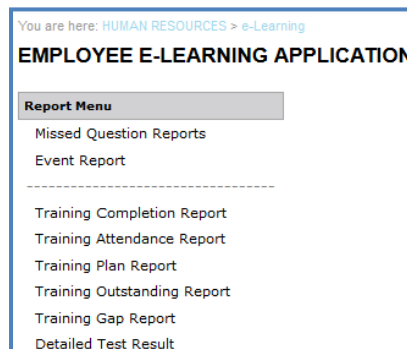 You are here: HUMAN RESOURCES > e-Learning
EMPLOYEE E-LEARNING APPLICATION
Report Menu
Missed Question Reports
Event Report
----------------------------------
Training Completion Report
Training Attendance Report
Training Plan Report
Training Outstanding Report
Training Gap Report
Detailed Test Result